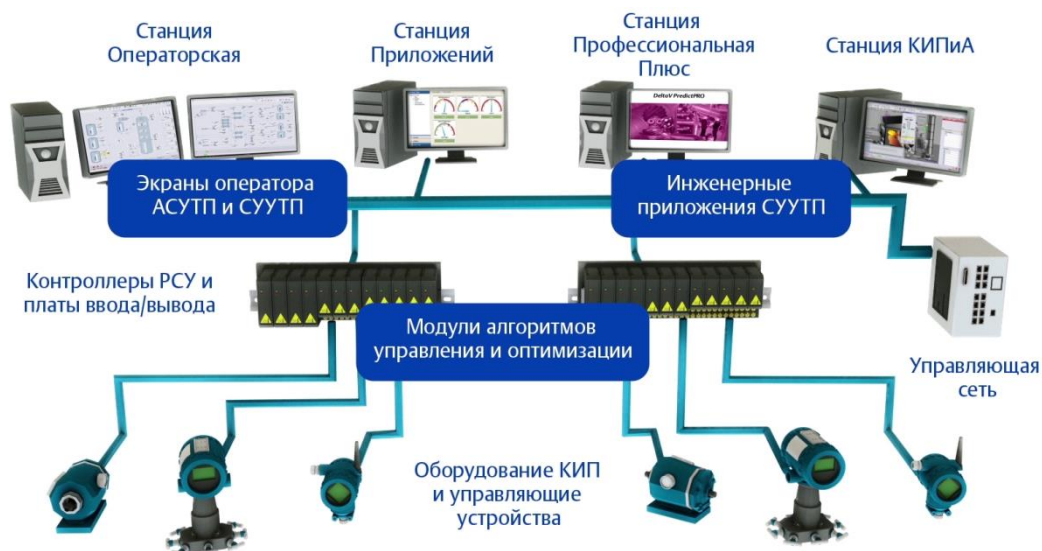 Станция
Операторская
Станция
Приложений
Станция
Профессиональная
Плюс
Станция КИПиА
DeltaV PredictPRO
Экраны оператора
АСУТП и СУУТП
Инженерные
приложения СУУТП
Контроллеры РСУ и
платы ввода/вывода
Модули алгоритмов
управления и оптимизации
Управляющая
сеть
Оборудование КИП
и управляющие
устройства